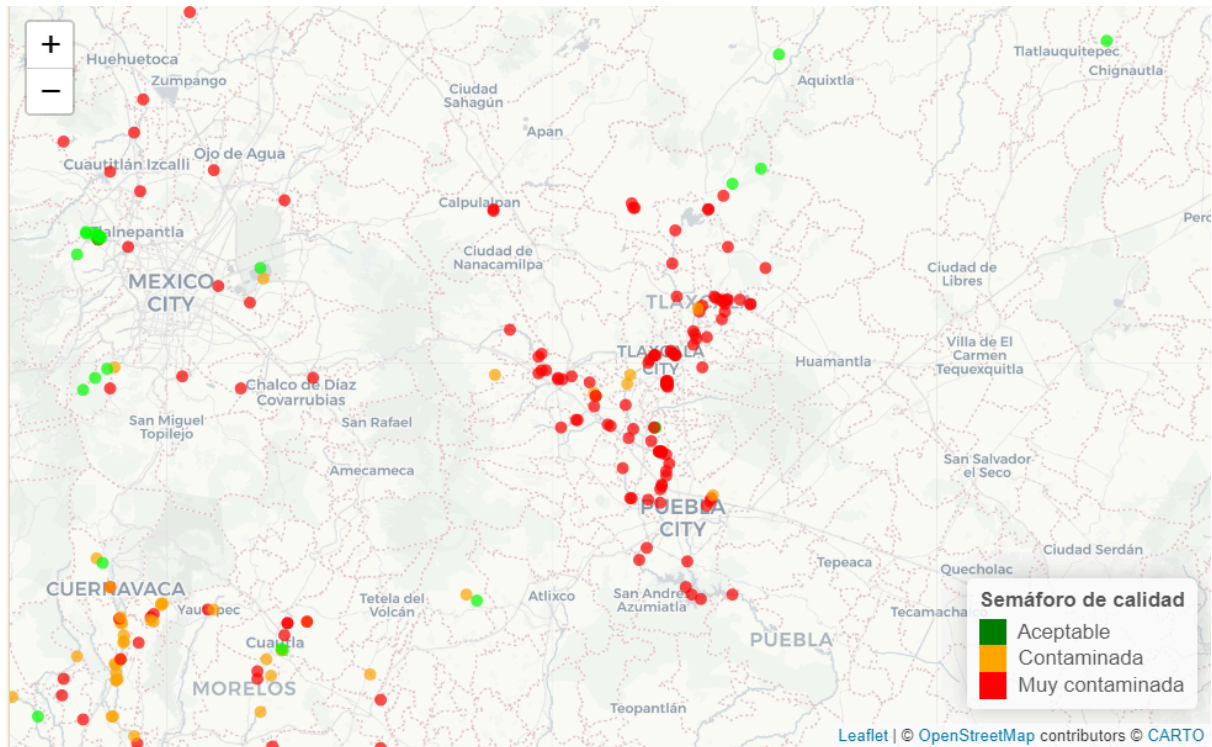 +
−
Huehuetoca
Zumpango
Tlatlauquitepec
Chignautla
Aquixtla
Ciudad
Sahagún
Apan
Cuautitlán Izcalli
Ojo de Agua
Calpulalpan
Tlalnepantla
Ciudad de
Nanacamilpa
MEXICO
CITY
Ciudad de
Libres
TLAXCALA
TLAXCALA
CITY
Huamantla
Villa de El
Carmen
Tequexquitla
Chalco de Díaz
Covarrubias
San Miguel
Topilejo
San Rafael
Amecameca
San Salvador
el Seco
PUEBLA
CITY
Tepeaca
Quecholac
Ciudad Serdán
CUERNAVACA
Yautepec
Tetela del
Volcán
Atlixco
San Andrés
Azumiatla
Tecamachalco
Cuautla
PUEBLA
MORELOS
Teopantlán
Semáforo de calidad
Aceptable
Contaminada
Muy contaminada
Leaflet | © OpenStreetMap contributors © CARTO